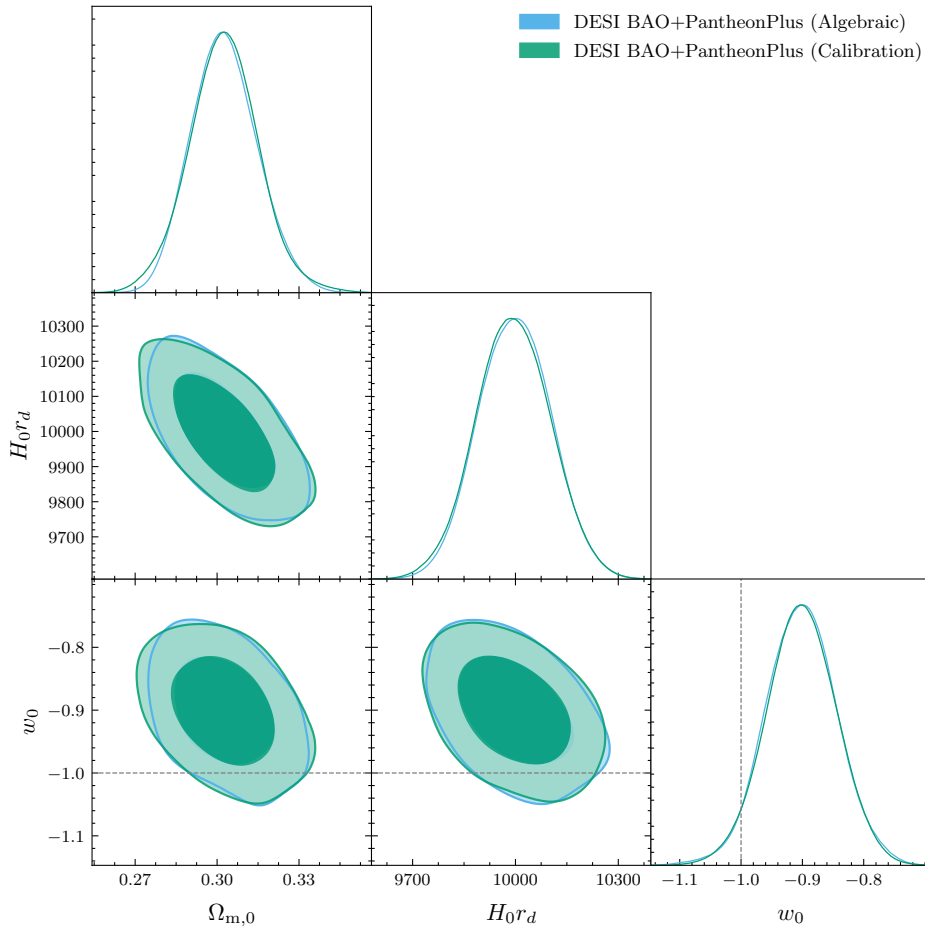 DESI BAO+PantheonPlus (Algebraic)
DESI BAO+PantheonPlus (Calibration)
10300
10200
10100
10000
9900
9800
9700
H₀r_d
−0.8
−0.9
−1.0
−1.1
w₀
0.27 0.30 0.33
9700 10000 10300
−1.1 −1.0 −0.9 −0.8
Ω_m,0
H₀r_d
w₀